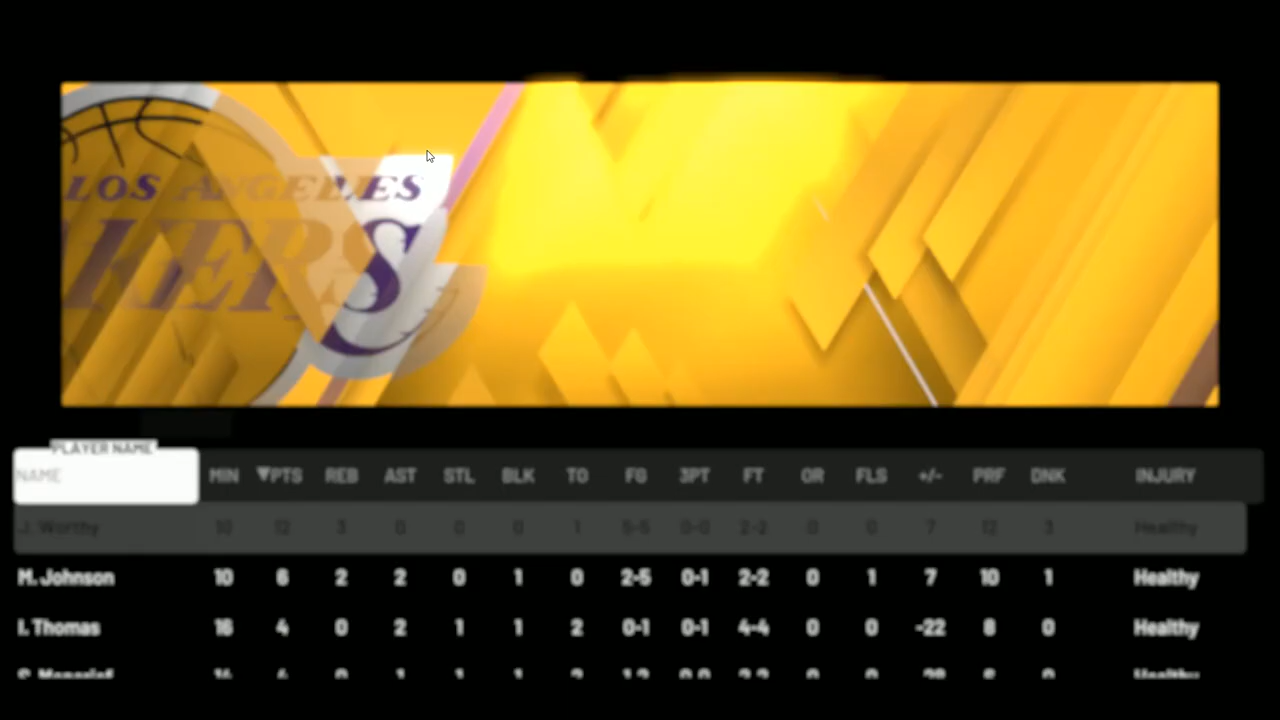 LOS ANGELES
KERS
PLAYER NAME
NAME MIN ▼PTS REB AST STL BLK TO FG 3PT FT OR FLS +/- PRF DNK INJURY
J. Worthy 10 12 3 0 0 0 1 5-5 0-0 2-2 0 0 7 12 3 Healthy
M. Johnson 10 6 2 2 0 1 0 2-5 0-1 2-2 0 1 7 10 1 Healthy
I. Thomas 16 4 0 2 1 1 2 0-1 0-1 4-4 0 0 -22 8 0 Healthy